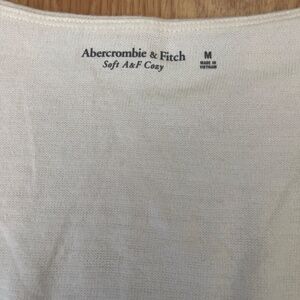 Abercrombie & Fitch
Soft A&F Cozy
M
MADE IN
VIETNAM